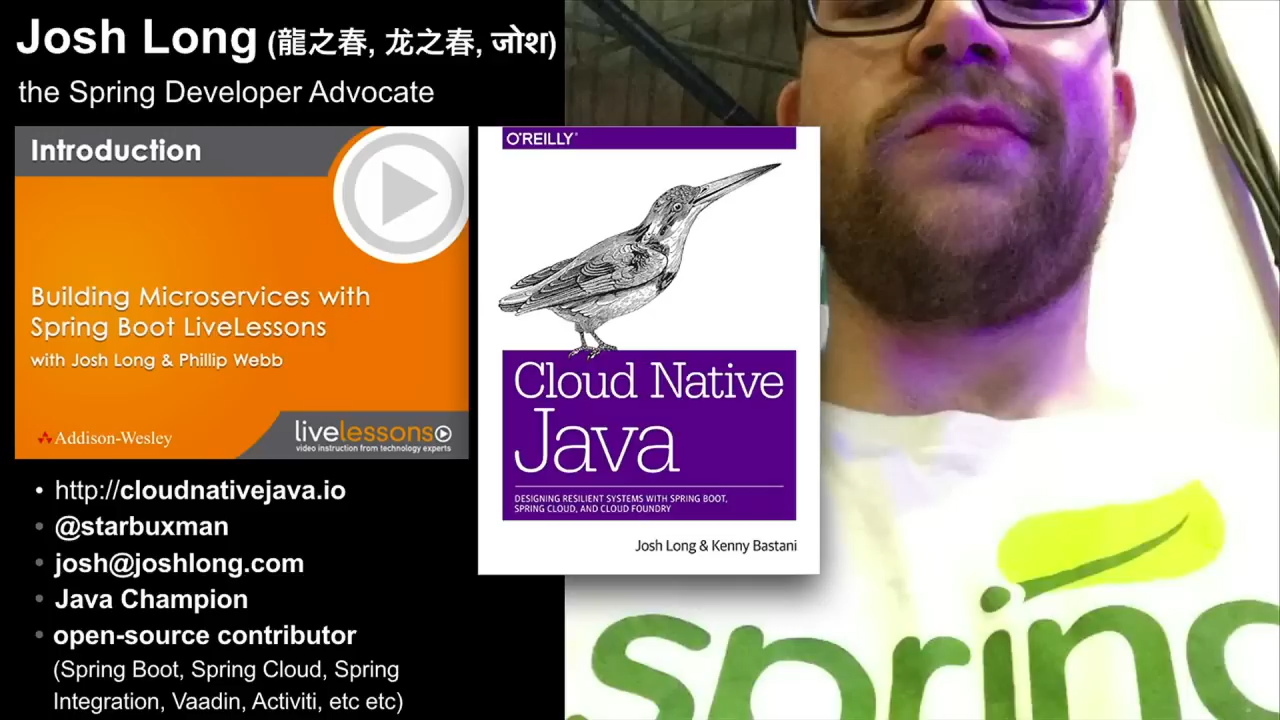 Josh Long (龍之春, 龙之春, जोश)
the Spring Developer Advocate
Introduction
Building Microservices with
Spring Boot LiveLessons
with Josh Long & Phillip Webb
Addison-Wesley
livelessons
video instruction from technology experts
O'REILLY®
Cloud Native
Java
DESIGNING RESILIENT SYSTEMS WITH SPRING BOOT,
SPRING CLOUD, AND CLOUD FOUNDRY
Josh Long & Kenny Bastani
• http://cloudnativejava.io
• @starbuxman
• josh@joshlong.com
• Java Champion
• open-source contributor
(Spring Boot, Spring Cloud, Spring
Integration, Vaadin, Activiti, etc etc)
spring